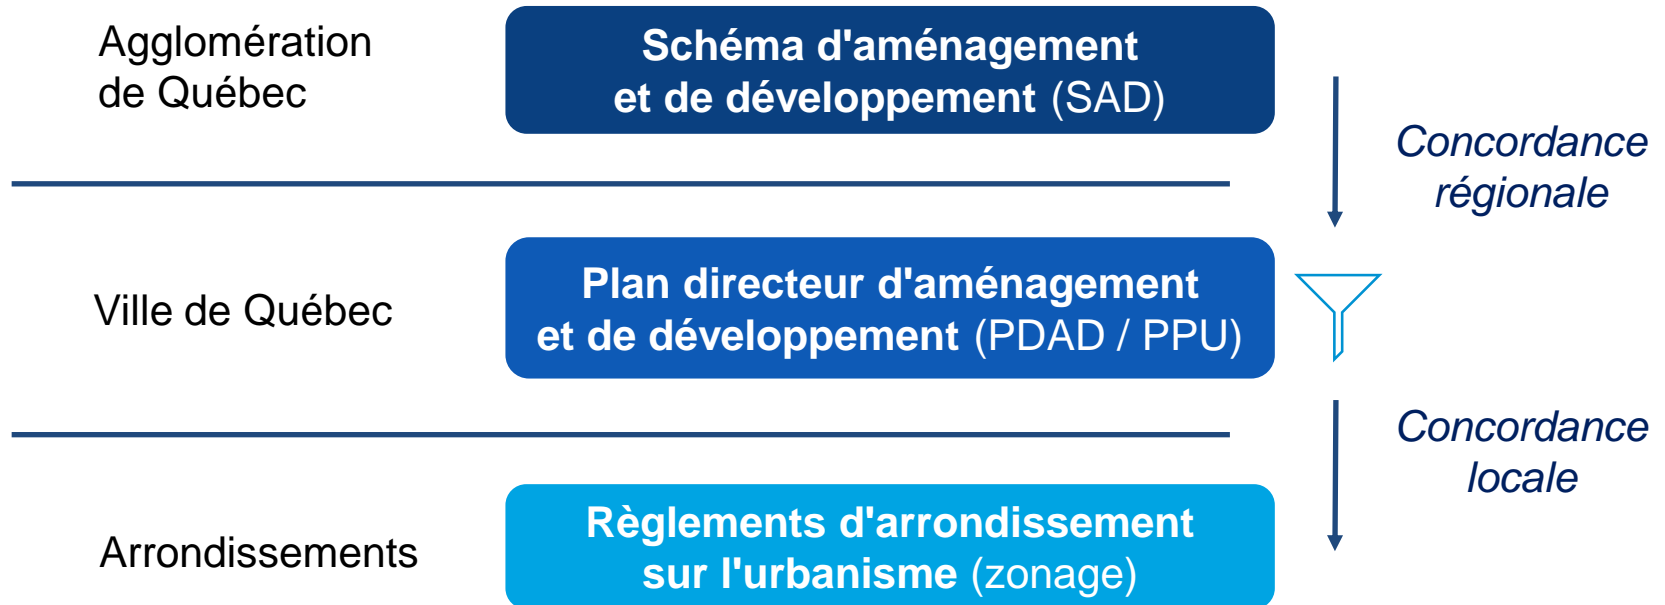 Agglomération
de Québec
Schéma d'aménagement
et de développement (SAD)
Concordance
régionale
Ville de Québec
Plan directeur d'aménagement
et de développement (PDAD / PPU)
Concordance
locale
Arrondissements
Règlements d'arrondissement
sur l'urbanisme (zonage)